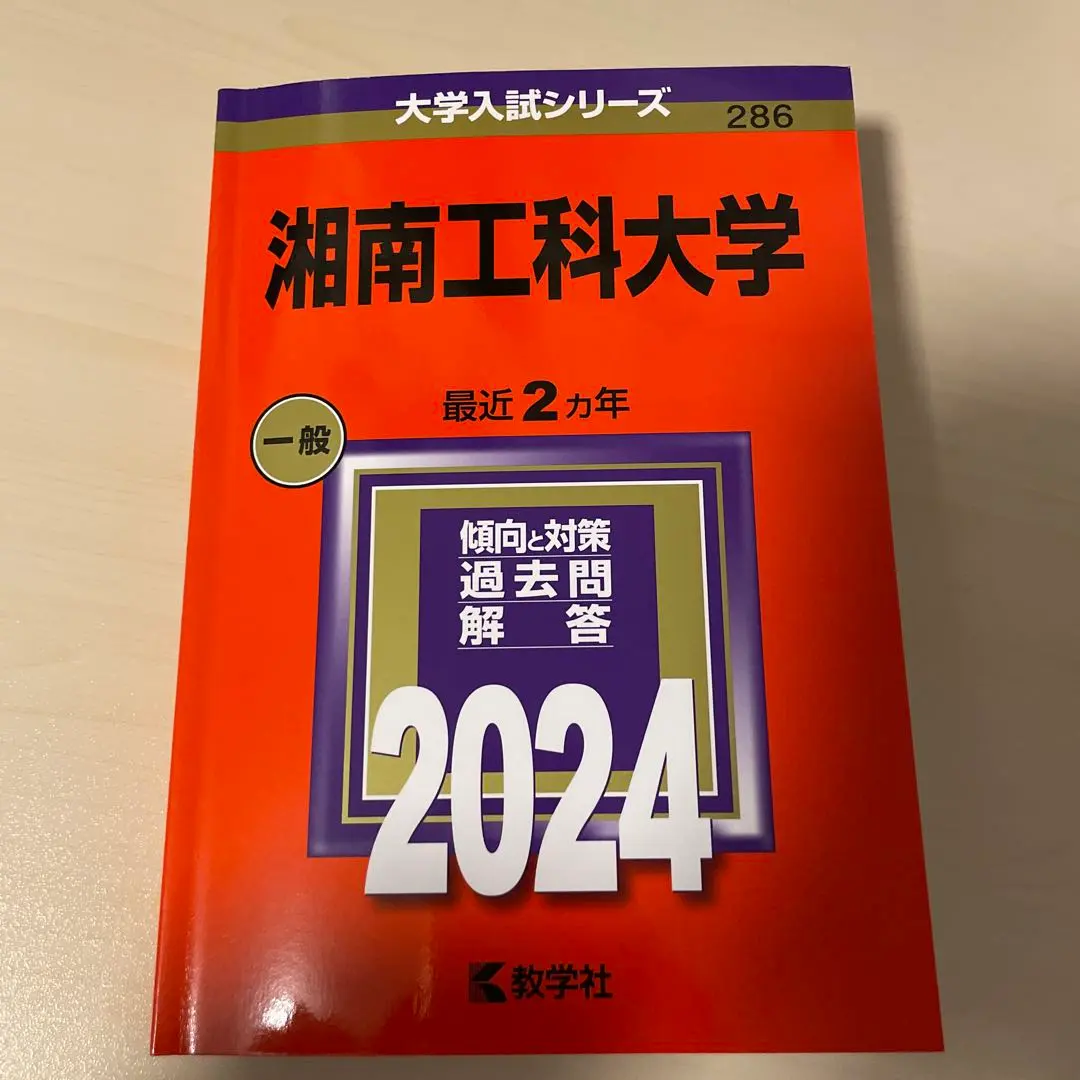 大学入試シリーズ
286
湘南工科大学
最近2カ年
一般
傾向と対策
過去問
解答
2024
教学社